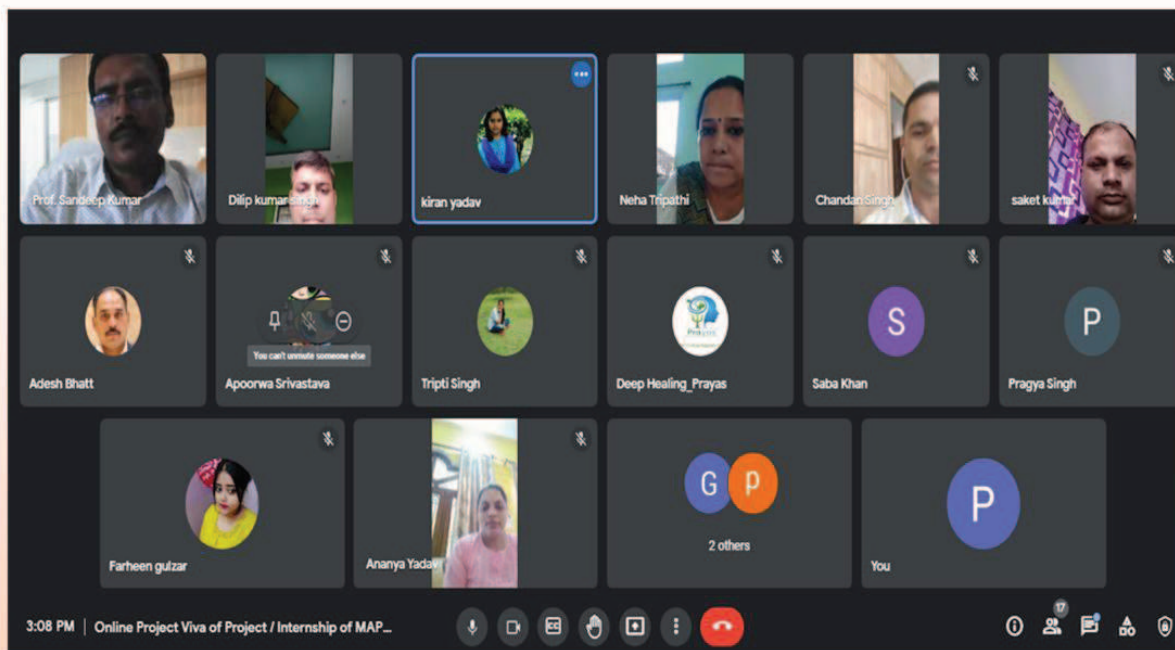 Prof. Sandeep Kumar
Dilip kumar singh
kiran yadav
Neha Tripathi
Chandan Singh
saket kumar
Adesh Bhatt
You can't unmute someone else
Apoorwa Srivastava
Tripti Singh
Prayas
Deep Healing_Prayas
S
Saba Khan
P
Pragya Singh
Farheen gulzar
Ananya Yadav
G P
2 others
P
You
3:08 PM | Online Project Viva of Project / Internship of MAP...
CC
17